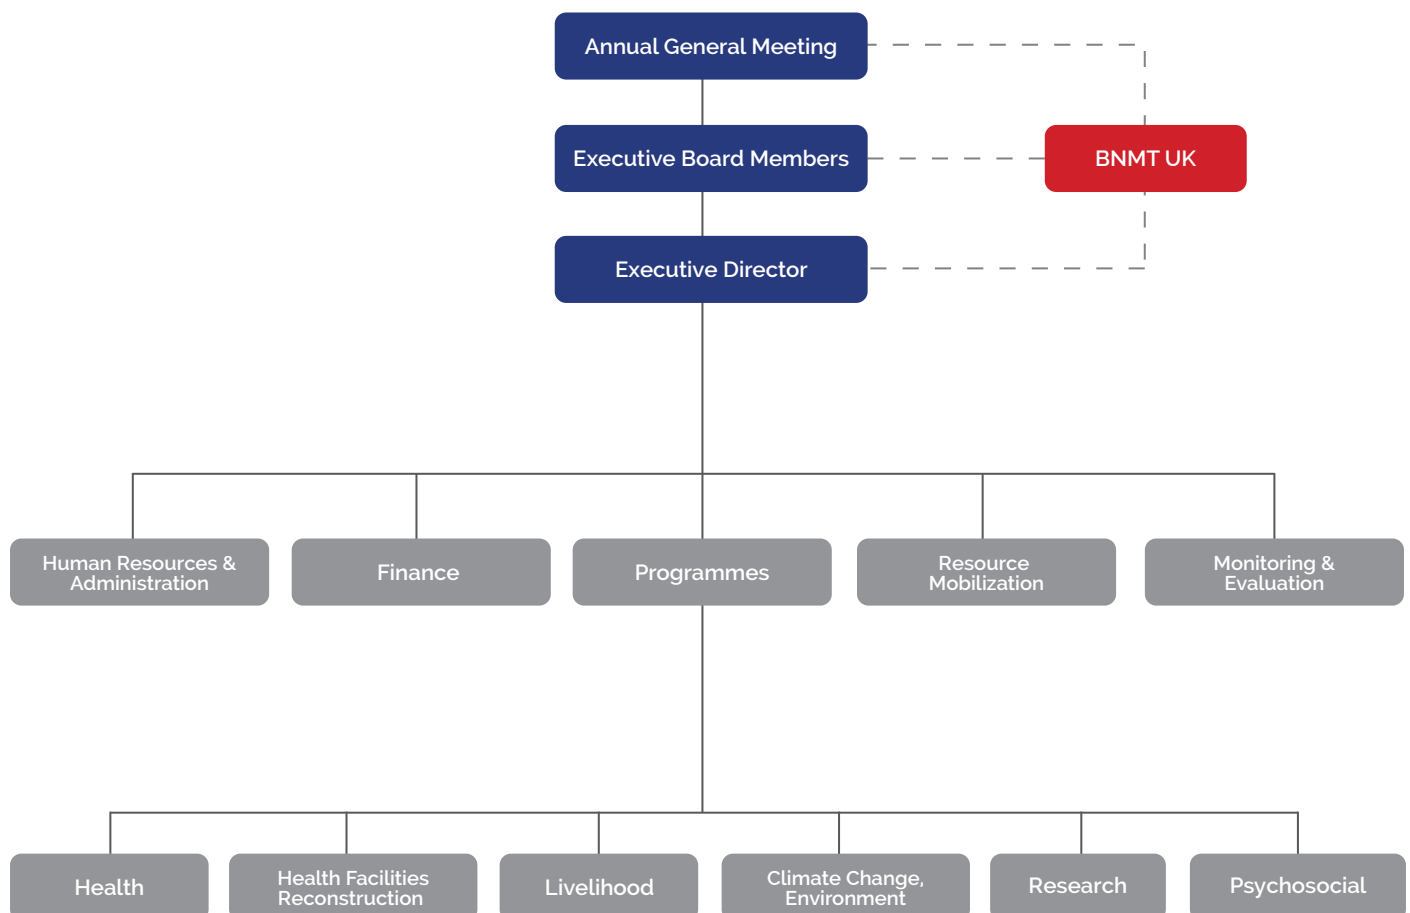 Annual General Meeting
Executive Board Members
BNMT UK
Executive Director
Human Resources &
Administration
Finance
Programmes
Resource
Mobilization
Monitoring &
Evaluation
Health
Health Facilities
Reconstruction
Livelihood
Climate Change,
Environment
Research
Psychosocial